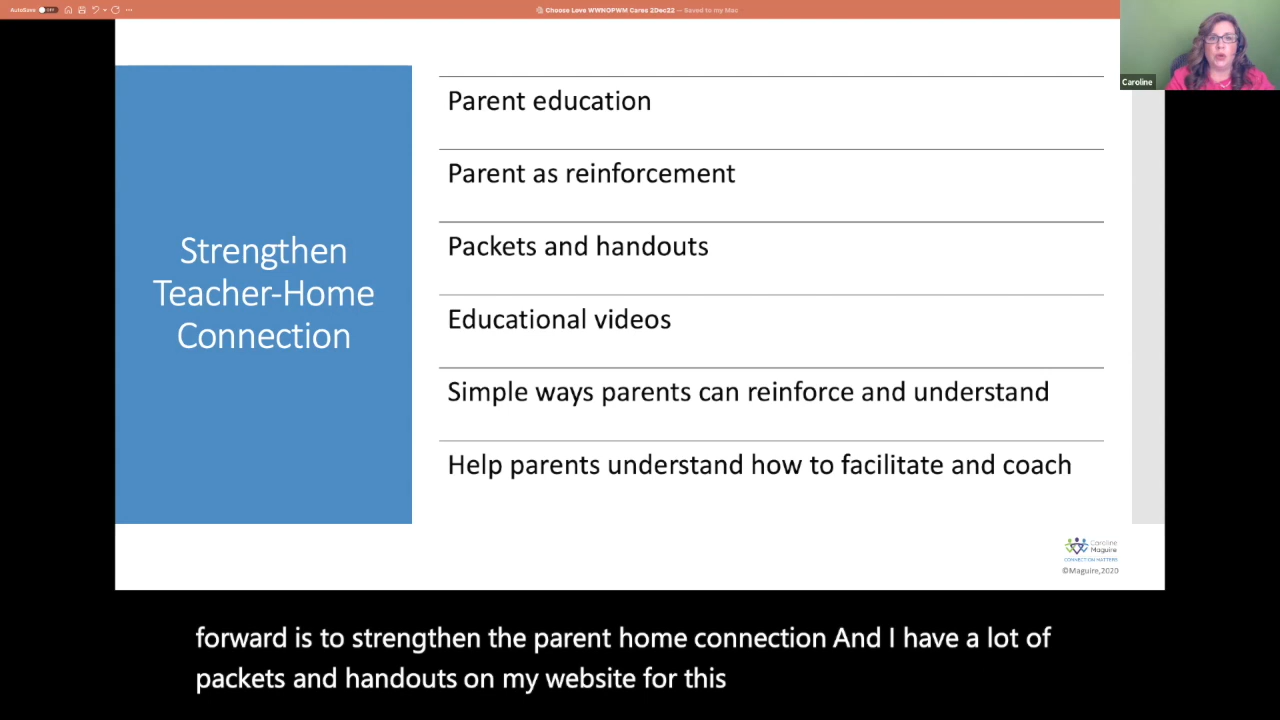 AutoSave OFF
Choose Love WWNOPWM Cares 2Dec22 — Saved to my Mac
Caroline
Strengthen
Teacher-Home
Connection
Parent education
Parent as reinforcement
Packets and handouts
Educational videos
Simple ways parents can reinforce and understand
Help parents understand how to facilitate and coach
Caroline
Maguire
CONNECTION MATTERS
©Maguire,2020
forward is to strengthen the parent home connection And I have a lot of
packets and handouts on my website for this